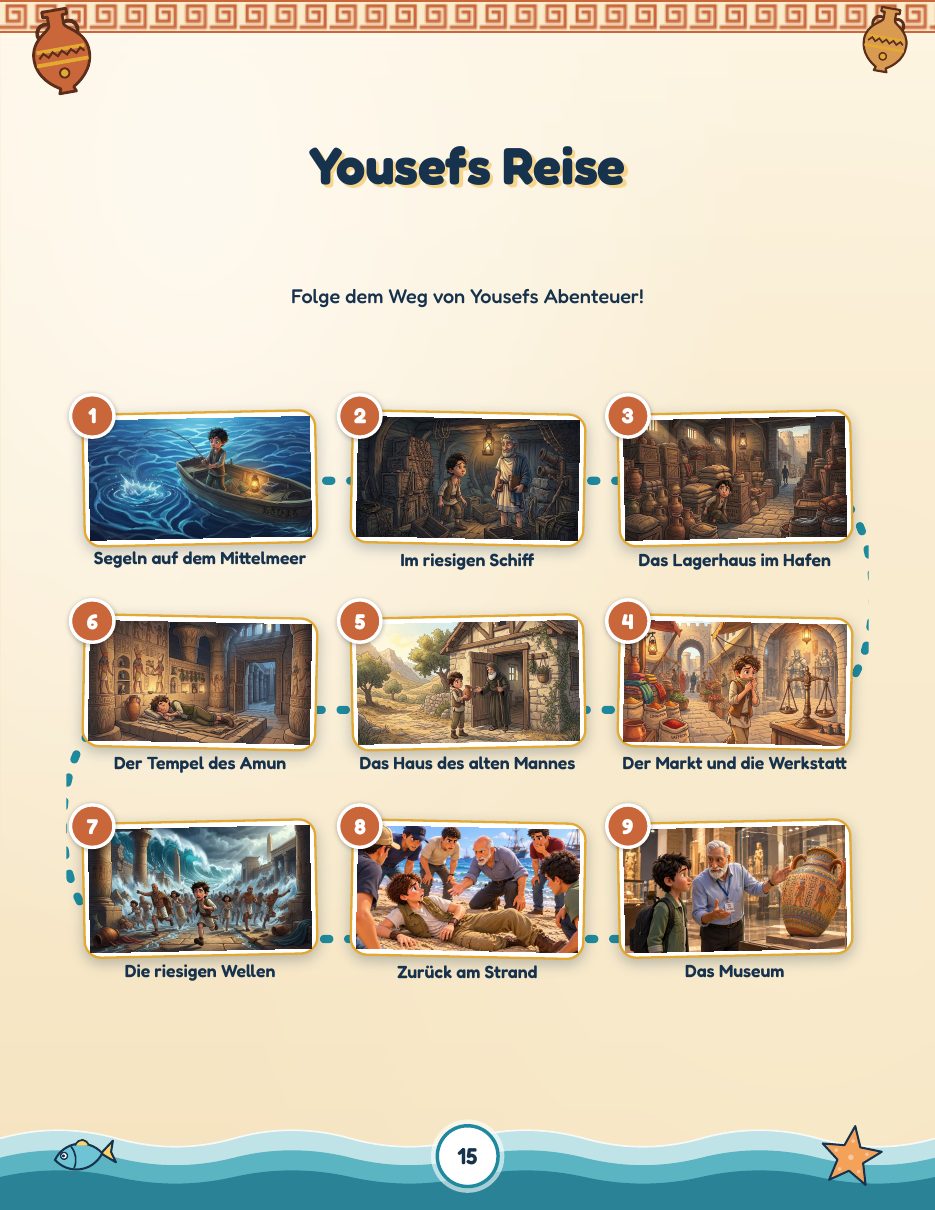 Yousefs Reise
Folge dem Weg von Yousefs Abenteuer!
1
Segeln auf dem Mittelmeer
2
Im riesigen Schiff
3
Das Lagerhaus im Hafen
4
Der Markt und die Werkstatt
5
Das Haus des alten Mannes
6
Der Tempel des Amun
7
Die riesigen Wellen
8
Zurück am Strand
9
Das Museum
15